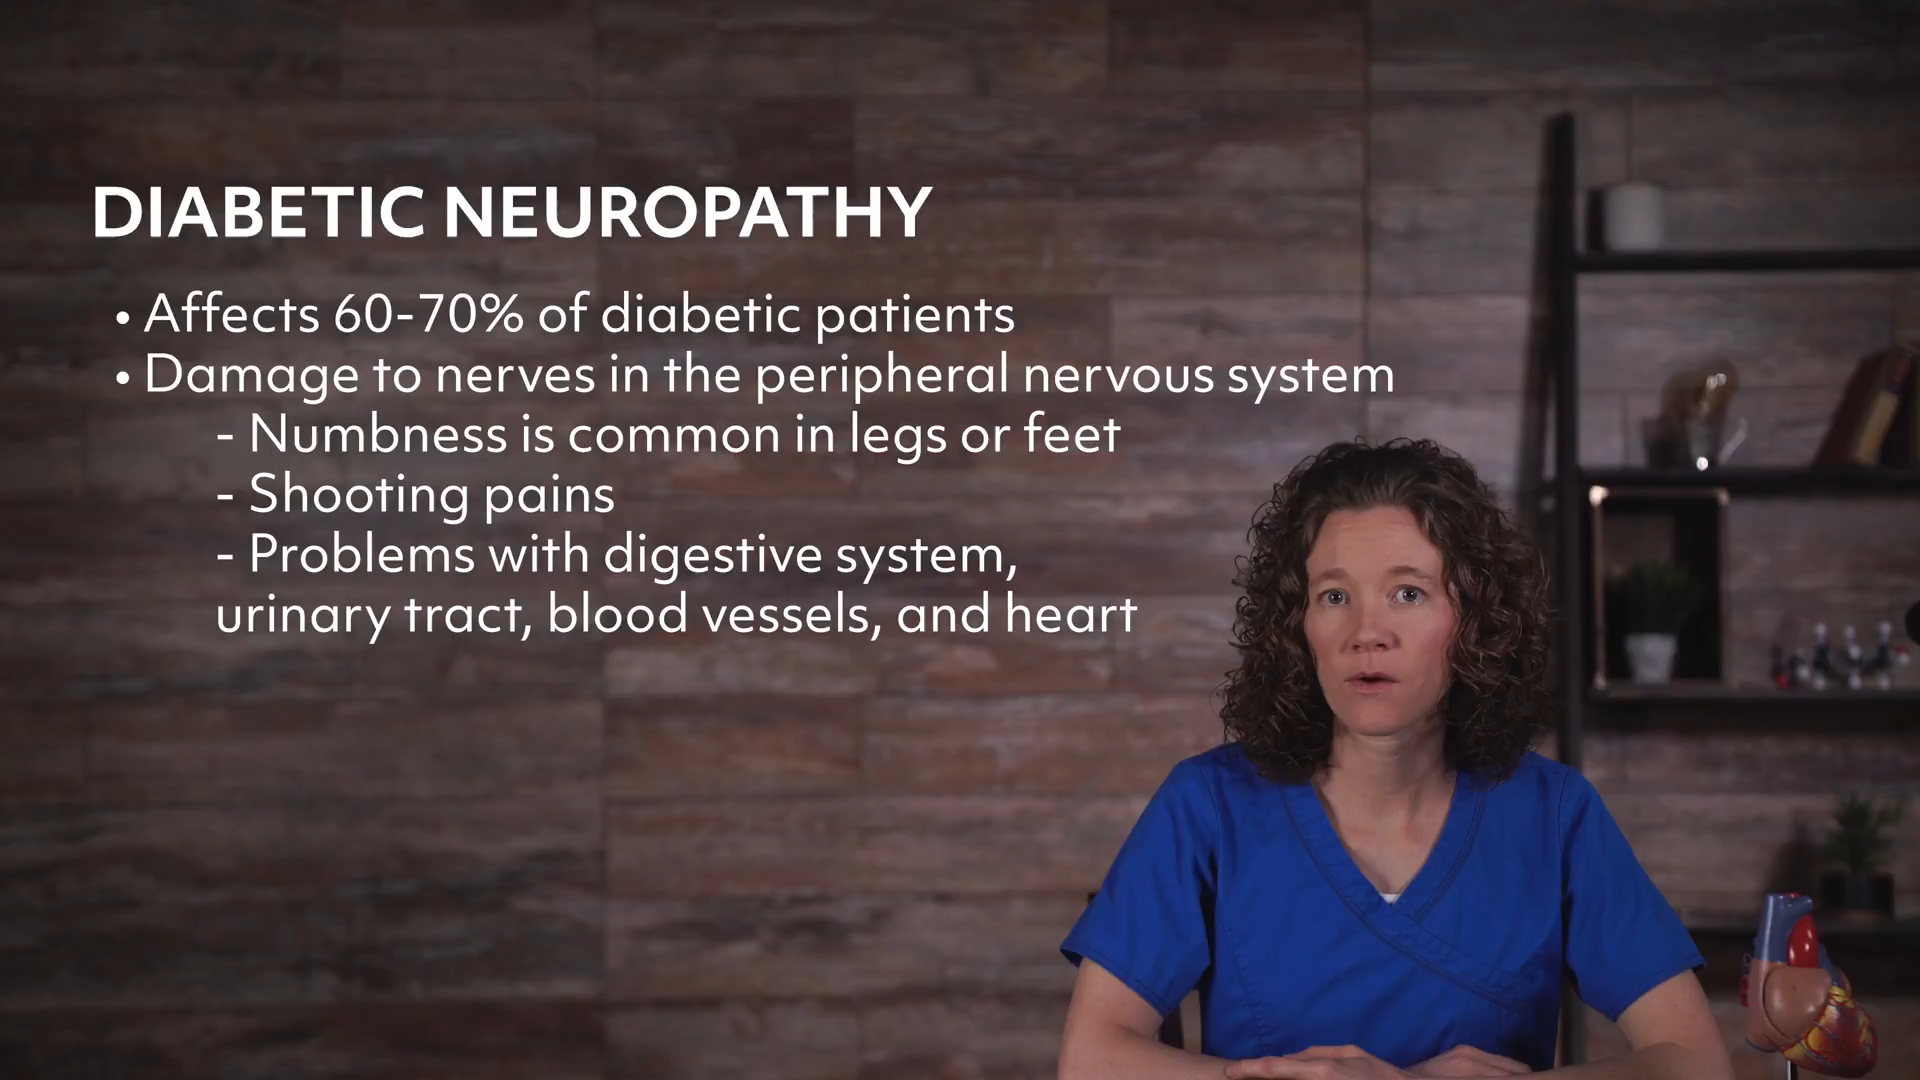 DIABETIC NEUROPATHY
• Affects 60-70% of diabetic patients
• Damage to nerves in the peripheral nervous system
- Numbness is common in legs or feet
- Shooting pains
- Problems with digestive system,
urinary tract, blood vessels, and heart